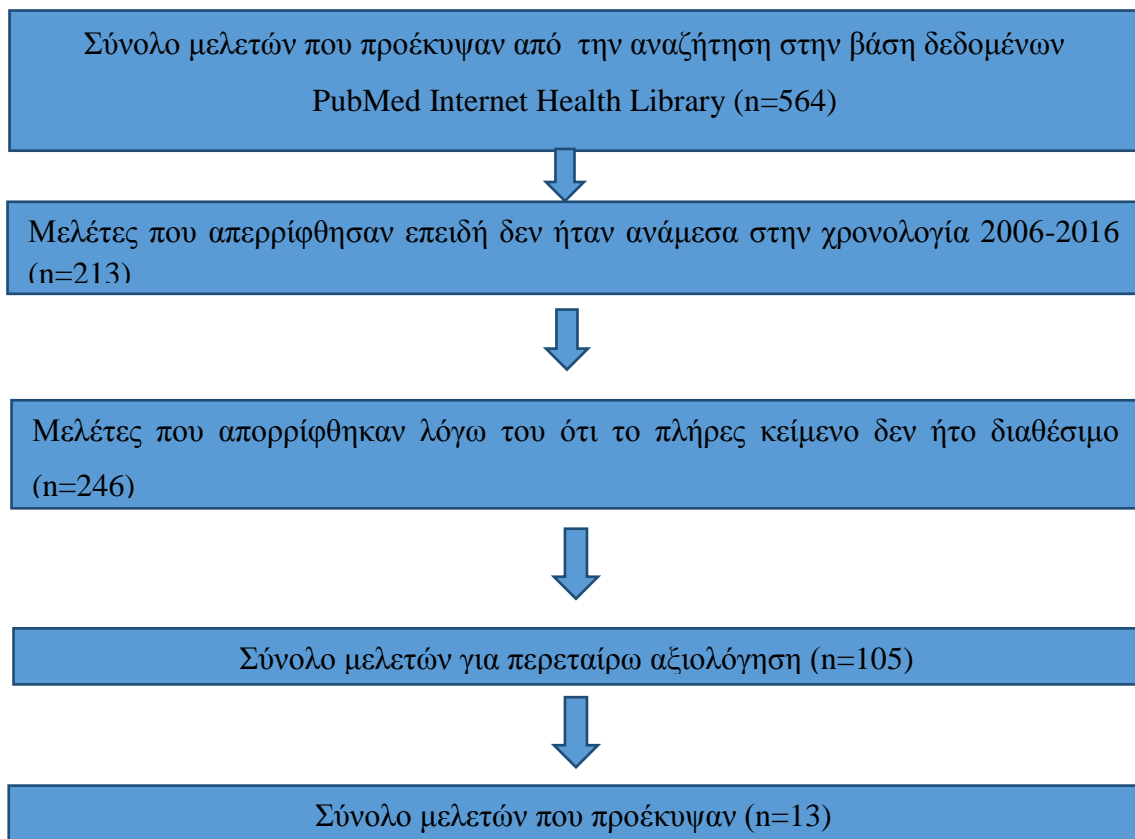 Σύνολο μελετών που προέκυψαν από την αναζήτηση στην βάση δεδομένων
PubMed Internet Health Library (n=564)
Μελέτες που απερρίφθησαν επειδή δεν ήταν ανάμεσα στην χρονολογία 2006-2016
(n=213)
Μελέτες που απορρίφθηκαν λόγω του ότι το πλήρες κείμενο δεν ήτο διαθέσιμο
(n=246)
Σύνολο μελετών για περεταίρω αξιολόγηση (n=105)
Σύνολο μελετών που προέκυψαν (n=13)